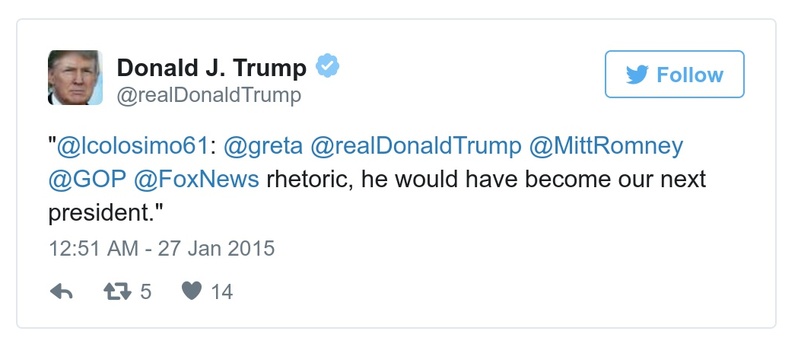 Donald J. Trump
@realDonaldTrump
Follow
"@lcolosimo61: @greta @realDonaldTrump @MittRomney
@GOP @FoxNews rhetoric, he would have become our next
president."
12:51 AM - 27 Jan 2015
5 14